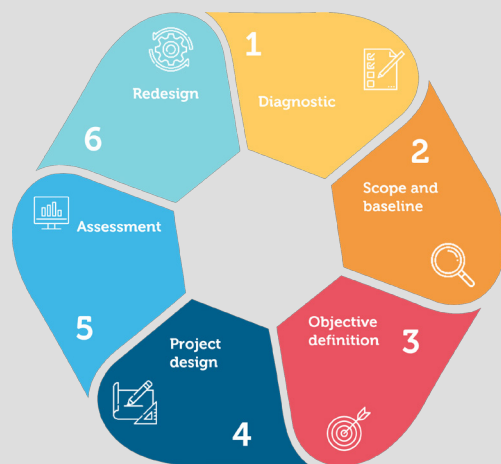 1
Diagnostic
2
Scope and
baseline
3
Objective
definition
4
Project
design
5
Assessment
6
Redesign